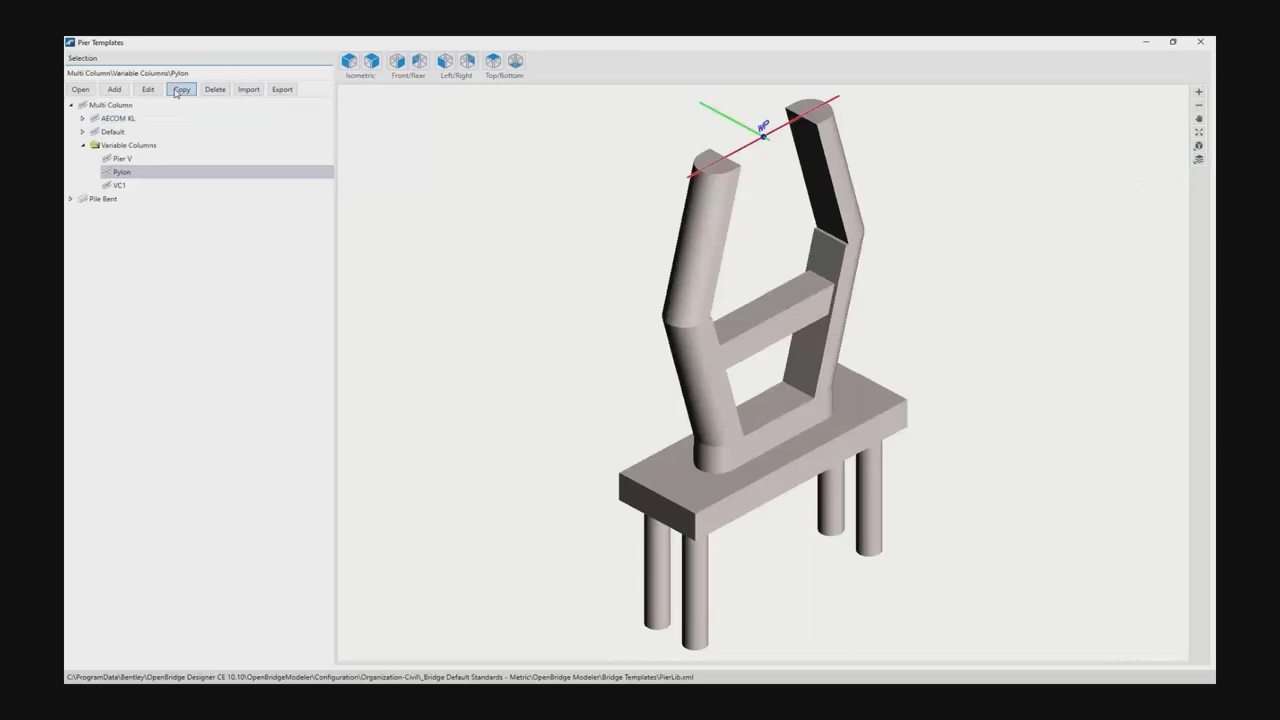 Pier Templates
Selection
Multi Column\Variable Columns\Pylon
Open Add Edit Copy Delete Import Export
Isometric Front/Rear Left/Right Top/Bottom
Multi Column
AECOM KL
Default
Variable Columns
Pier V
Pylon
VC1
Pile Bent
WP
C:\ProgramData\Bentley\OpenBridge Designer CE 10.10\OpenBridgeModeler\Configuration\Organization-Civil\_Bridge Default Standards - Metric\OpenBridge Modeler\Bridge Templates\PierLib.xml